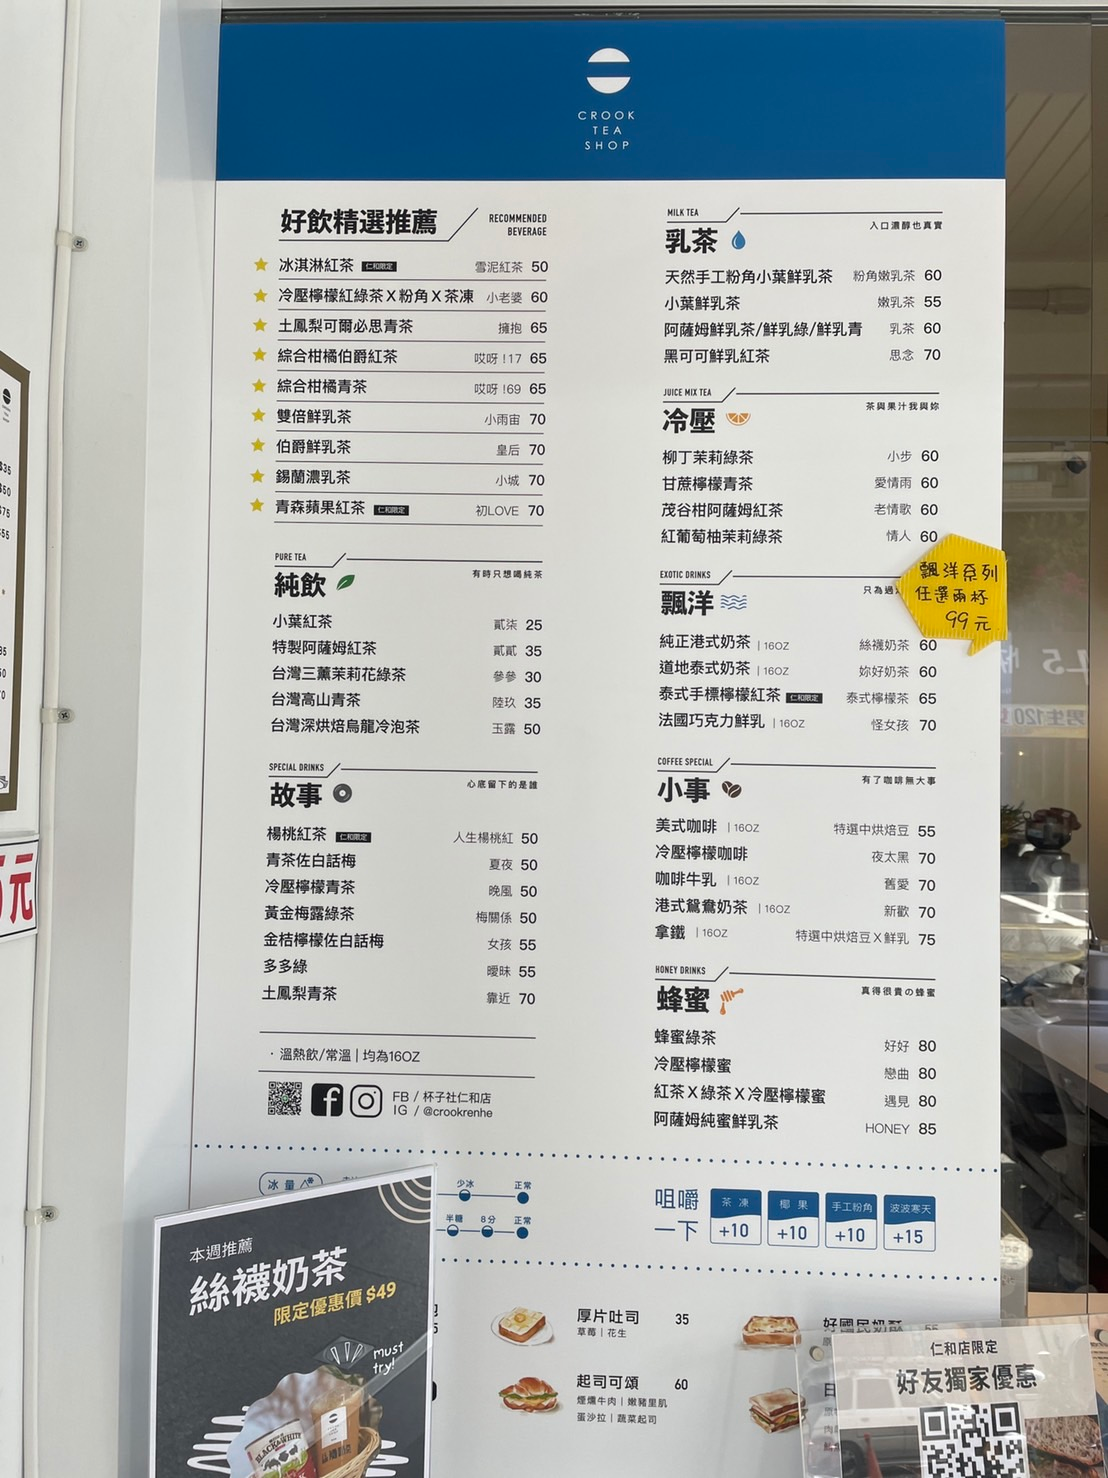 CROOK
TEA
SHOP
好飲精選推薦
RECOMMENDED
BEVERAGE
冰淇淋紅茶 仁和限定 雪泥紅茶 50
冷壓檸檬紅綠茶X粉角X茶凍 小老婆 60
土鳳梨可爾必思青茶 擁抱 65
綜合柑橘伯爵紅茶 哎呀!17 65
綜合柑橘青茶 哎呀!69 65
雙倍鮮乳茶 小雨宙 70
伯爵鮮乳茶 皇后 70
錫蘭濃乳茶 小城 70
青森蘋果紅茶 仁和限定 初LOVE 70
PURE TEA
純飲
有時只想喝純茶
小葉紅茶 貳柒 25
特製阿薩姆紅茶 貳貳 35
台灣三薰茉莉花綠茶 參參 30
台灣高山青茶 陸玖 35
台灣深烘焙烏龍冷泡茶 玉露 50
SPECIAL DRINKS
故事
心底留下的是誰
楊桃紅茶 仁和限定 人生楊桃紅 50
青茶佐白話梅 夏夜 50
冷壓檸檬青茶 晚風 50
黃金梅露綠茶 梅關係 50
金桔檸檬佐白話梅 女孩 55
多多綠 曖昧 55
土鳳梨青茶 靠近 70
·溫熱飲/常溫|均為16OZ
FB / 杯子社仁和店
IG / @crookrenhe
MILK TEA
乳茶
入口濃醇也真實
天然手工粉角小葉鮮乳茶 粉角嫩乳茶 60
小葉鮮乳茶 嫩乳茶 55
阿薩姆鮮乳茶/鮮乳綠/鮮乳青 乳茶 60
黑可可鮮乳紅茶 思念 70
JUICE MIX TEA
冷壓
茶與果汁我與妳
柳丁茉莉綠茶 小步 60
甘蔗檸檬青茶 愛情雨 60
茂谷柑阿薩姆紅茶 老情歌 60
紅葡萄柚茉莉綠茶 情人 60
EXOTIC DRINKS
飄洋
只為過
飄洋系列
任選兩杯
99元
純正港式奶茶 |16OZ 絲襪奶茶 60
道地泰式奶茶 |16OZ 妳好奶茶 60
泰式手標檸檬紅茶 仁和限定 泰式檸檬茶 65
法國巧克力鮮乳 |16OZ 怪女孩 70
COFFEE SPECIAL
小事
有了咖啡無大事
美式咖啡 |16OZ 特選中烘焙豆 55
冷壓檸檬咖啡 夜太黑 70
咖啡牛乳 |16OZ 舊愛 70
港式鴛鴦奶茶 |16OZ 新歡 70
拿鐵 |16OZ 特選中烘焙豆X鮮乳 75
HONEY DRINKS
蜂蜜
真得很貴の蜂蜜
蜂蜜綠茶 好好 80
冷壓檸檬蜜 戀曲 80
紅茶X綠茶X冷壓檸檬蜜 遇見 80
阿薩姆純蜜鮮乳茶 HONEY 85
冰量
少冰 正常
半糖 8分 正常
咀嚼
一下
茶凍 +10
椰果 +10
手工粉角 +10
波波寒天 +15
厚片吐司 35
草莓|花生
起司可頌 60
煙燻牛肉|嫩豬里肌
蛋沙拉|蔬菜起司
好國民奶酥 55
本週推薦
絲襪奶茶
限定優惠價 $49
must
try!
BLACK&WHITE
仁和店限定
好友獨家優惠
元